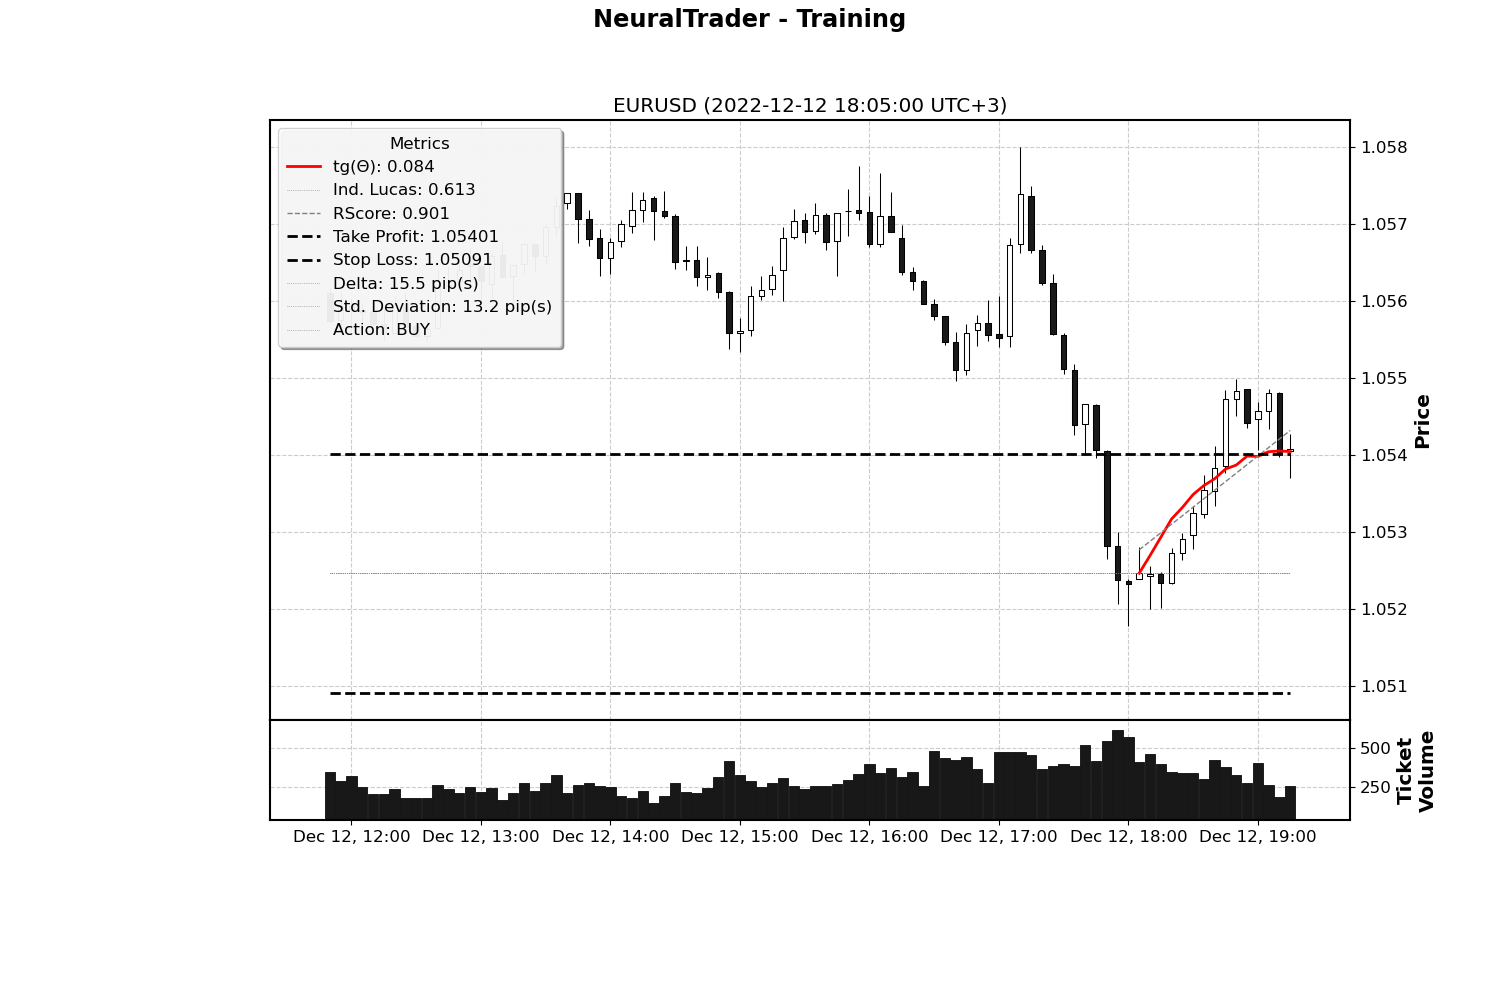 NeuralTrader - Training
EURUSD (2022-12-12 18:05:00 UTC+3)
Metrics
tg(Θ): 0.084
Ind. Lucas: 0.613
RScore: 0.901
Take Profit: 1.05401
Stop Loss: 1.05091
Delta: 15.5 pip(s)
Std. Deviation: 13.2 pip(s)
Action: BUY
1.058
1.057
1.056
1.055
1.054
1.053
1.052
1.051
Price
500
250
Ticket
Volume
Dec 12, 12:00 Dec 12, 13:00 Dec 12, 14:00 Dec 12, 15:00 Dec 12, 16:00 Dec 12, 17:00 Dec 12, 18:00 Dec 12, 19:00